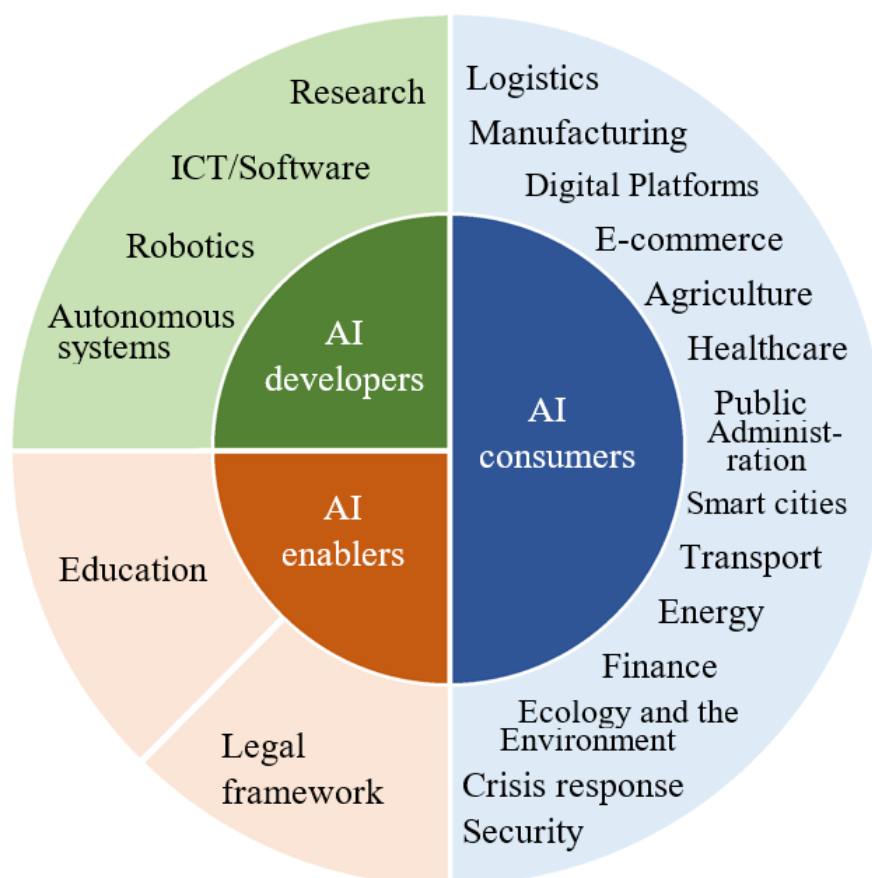 Research
ICT/Software
Robotics
Autonomous
systems
AI
developers
Logistics
Manufacturing
Digital Platforms
E-commerce
Agriculture
Healthcare
Public
Administ-
ration
Smart cities
Transport
Energy
Finance
Ecology and the
Environment
Crisis response
Security
AI
consumers
AI
enablers
Education
Legal
framework